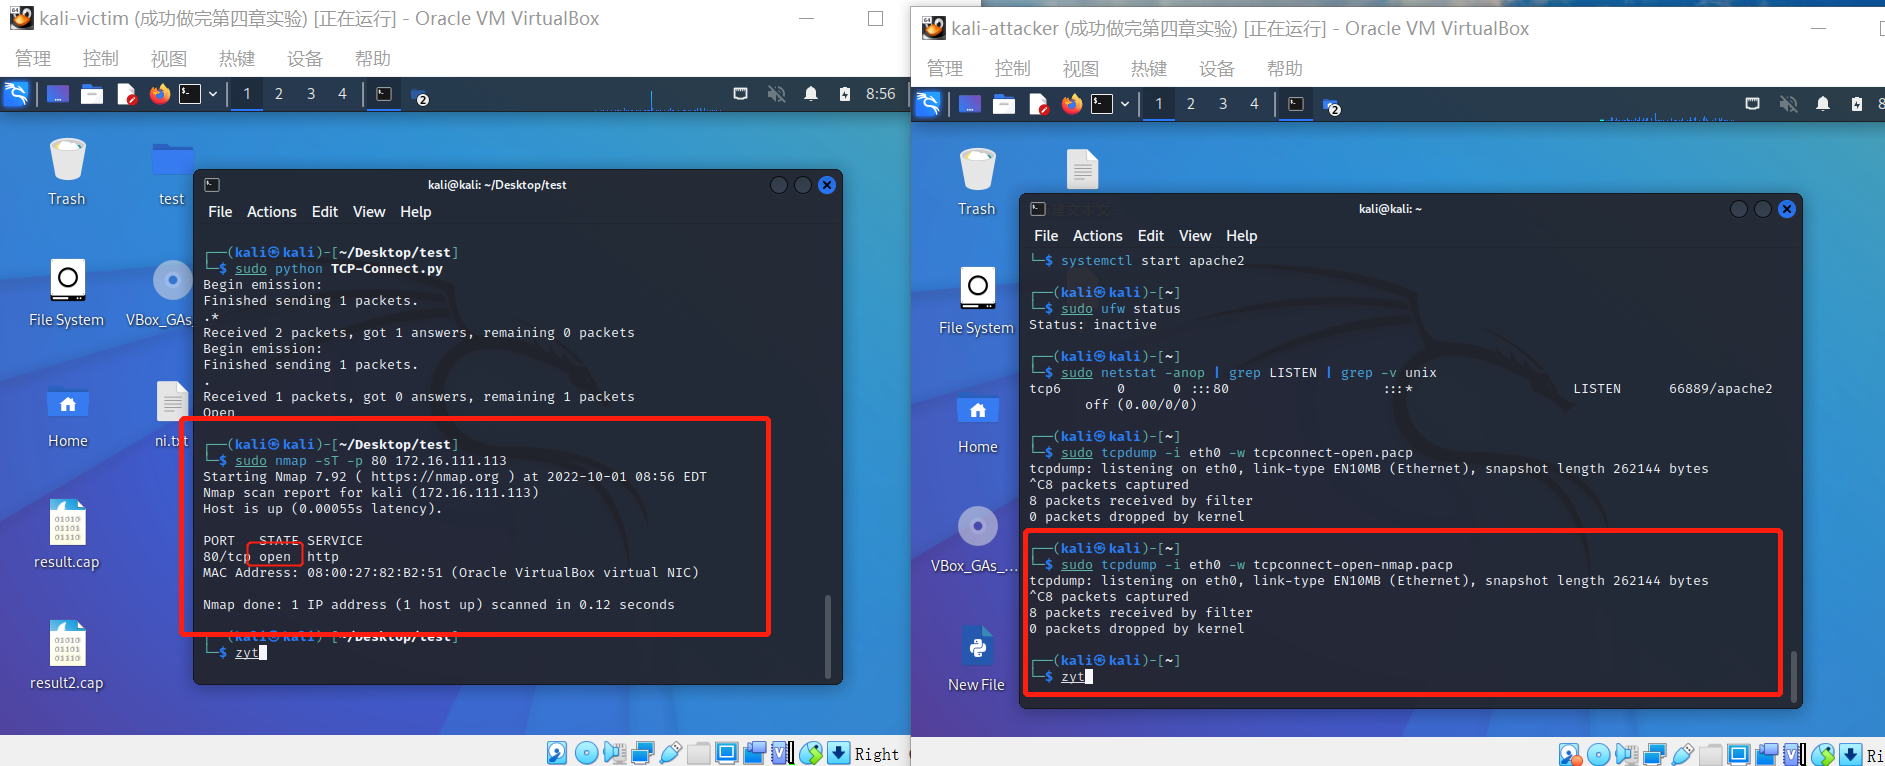 kali-victim (成功做完第四章实验) [正在运行] - Oracle VM VirtualBox
管理 控制 视图 热键 设备 帮助
1 2 3 4 2 8:56
Trash
test
File System
VBox_GAs_
Home
ni.txt
result.cap
result2.cap
kali@kali: ~/Desktop/test
File Actions Edit View Help
┌──(kali㉿kali)-[~/Desktop/test]
└─$ sudo python TCP-Connect.py
Begin emission:
Finished sending 1 packets.
.*
Received 2 packets, got 1 answers, remaining 0 packets
Begin emission:
Finished sending 1 packets.
.
Received 1 packets, got 0 answers, remaining 1 packets
Open
┌──(kali㉿kali)-[~/Desktop/test]
└─$ sudo nmap -sT -p 80 172.16.111.113
Starting Nmap 7.92 ( https://nmap.org ) at 2022-10-01 08:56 EDT
Nmap scan report for kali (172.16.111.113)
Host is up (0.00055s latency).
PORT   STATE SERVICE
80/tcp open  http
MAC Address: 08:00:27:82:B2:51 (Oracle VirtualBox virtual NIC)
Nmap done: 1 IP address (1 host up) scanned in 0.12 seconds
┌──(kali㉿kali)-[~/Desktop/test]
└─$ zyt
Right
kali-attacker (成功做完第四章实验) [正在运行] - Oracle VM VirtualBox
管理 控制 视图 热键 设备 帮助
1 2 3 4 2 8
Trash
File System
Home
VBox_GAs_...
New File
kali@kali: ~
File Actions Edit View Help
└─$ systemctl start apache2
┌──(kali㉿kali)-[~]
└─$ sudo ufw status
Status: inactive
┌──(kali㉿kali)-[~]
└─$ sudo netstat -anop | grep LISTEN | grep -v unix
tcp6       0      0 :::80                   :::*                    LISTEN      66889/apache2
off (0.00/0/0)
┌──(kali㉿kali)-[~]
└─$ sudo tcpdump -i eth0 -w tcpconnect-open.pacp
tcpdump: listening on eth0, link-type EN10MB (Ethernet), snapshot length 262144 bytes
^C8 packets captured
8 packets received by filter
0 packets dropped by kernel
┌──(kali㉿kali)-[~]
└─$ sudo tcpdump -i eth0 -w tcpconnect-open-nmap.pacp
tcpdump: listening on eth0, link-type EN10MB (Ethernet), snapshot length 262144 bytes
^C8 packets captured
8 packets received by filter
0 packets dropped by kernel
┌──(kali㉿kali)-[~]
└─$ zyt
Ri